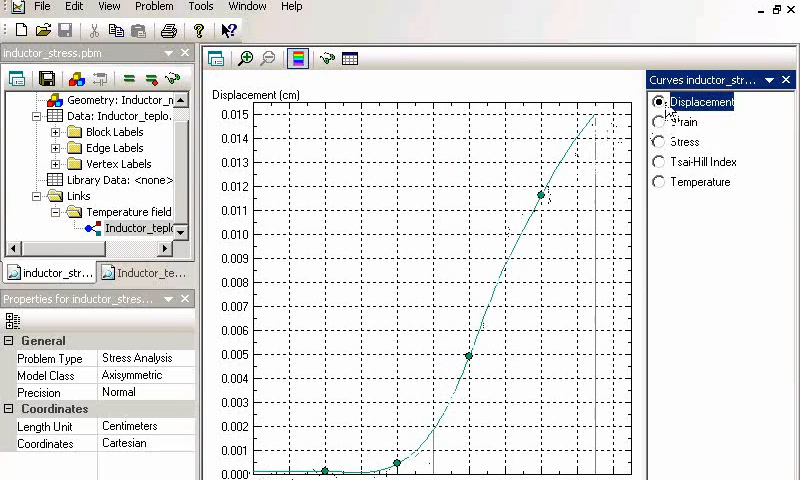 File Edit View Problem Tools Window Help
inductor_stress.pbm
Geometry: Inductor_m
Data: Inductor_teplo.
Block Labels
Edge Labels
Vertex Labels
Library Data: <none>
Links
Temperature field
Inductor_teplo
inductor_str...
Inductor_te...
Properties for inductor_stres...
General
Problem Type Stress Analysis
Model Class Axisymmetric
Precision Normal
Coordinates
Length Unit Centimeters
Coordinates Cartesian
Displacement (cm)
0.015
0.014
0.013
0.012
0.011
0.010
0.009
0.008
0.007
0.006
0.005
0.004
0.003
0.002
0.001
0.000
Curves inductor_str...
Displacement
Strain
Stress
Tsai-Hill Index
Temperature